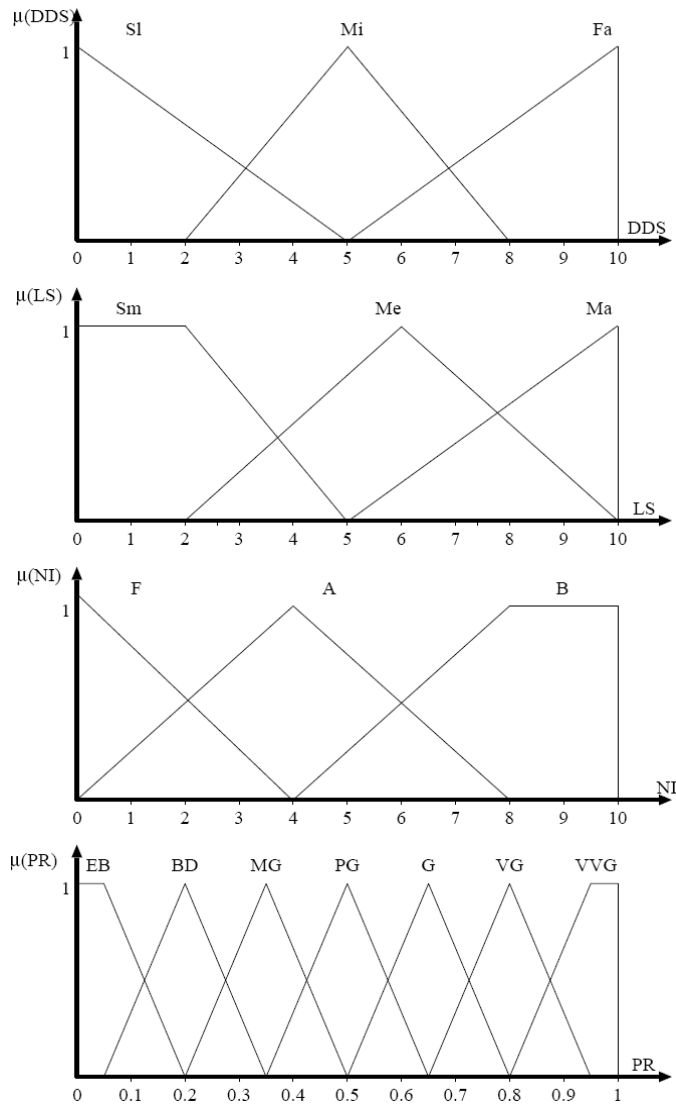 µ(DDS)
Sl Mi Fa
1
DDS
0 1 2 3 4 5 6 7 8 9 10
µ(LS)
Sm Me Ma
1
LS
0 1 2 3 4 5 6 7 8 9 10
µ(NI)
F A B
1
NI
0 1 2 3 4 5 6 7 8 9 10
µ(PR)
EB BD MG PG G VG VVG
1
PR
0 0.1 0.2 0.3 0.4 0.5 0.6 0.7 0.8 0.9 1